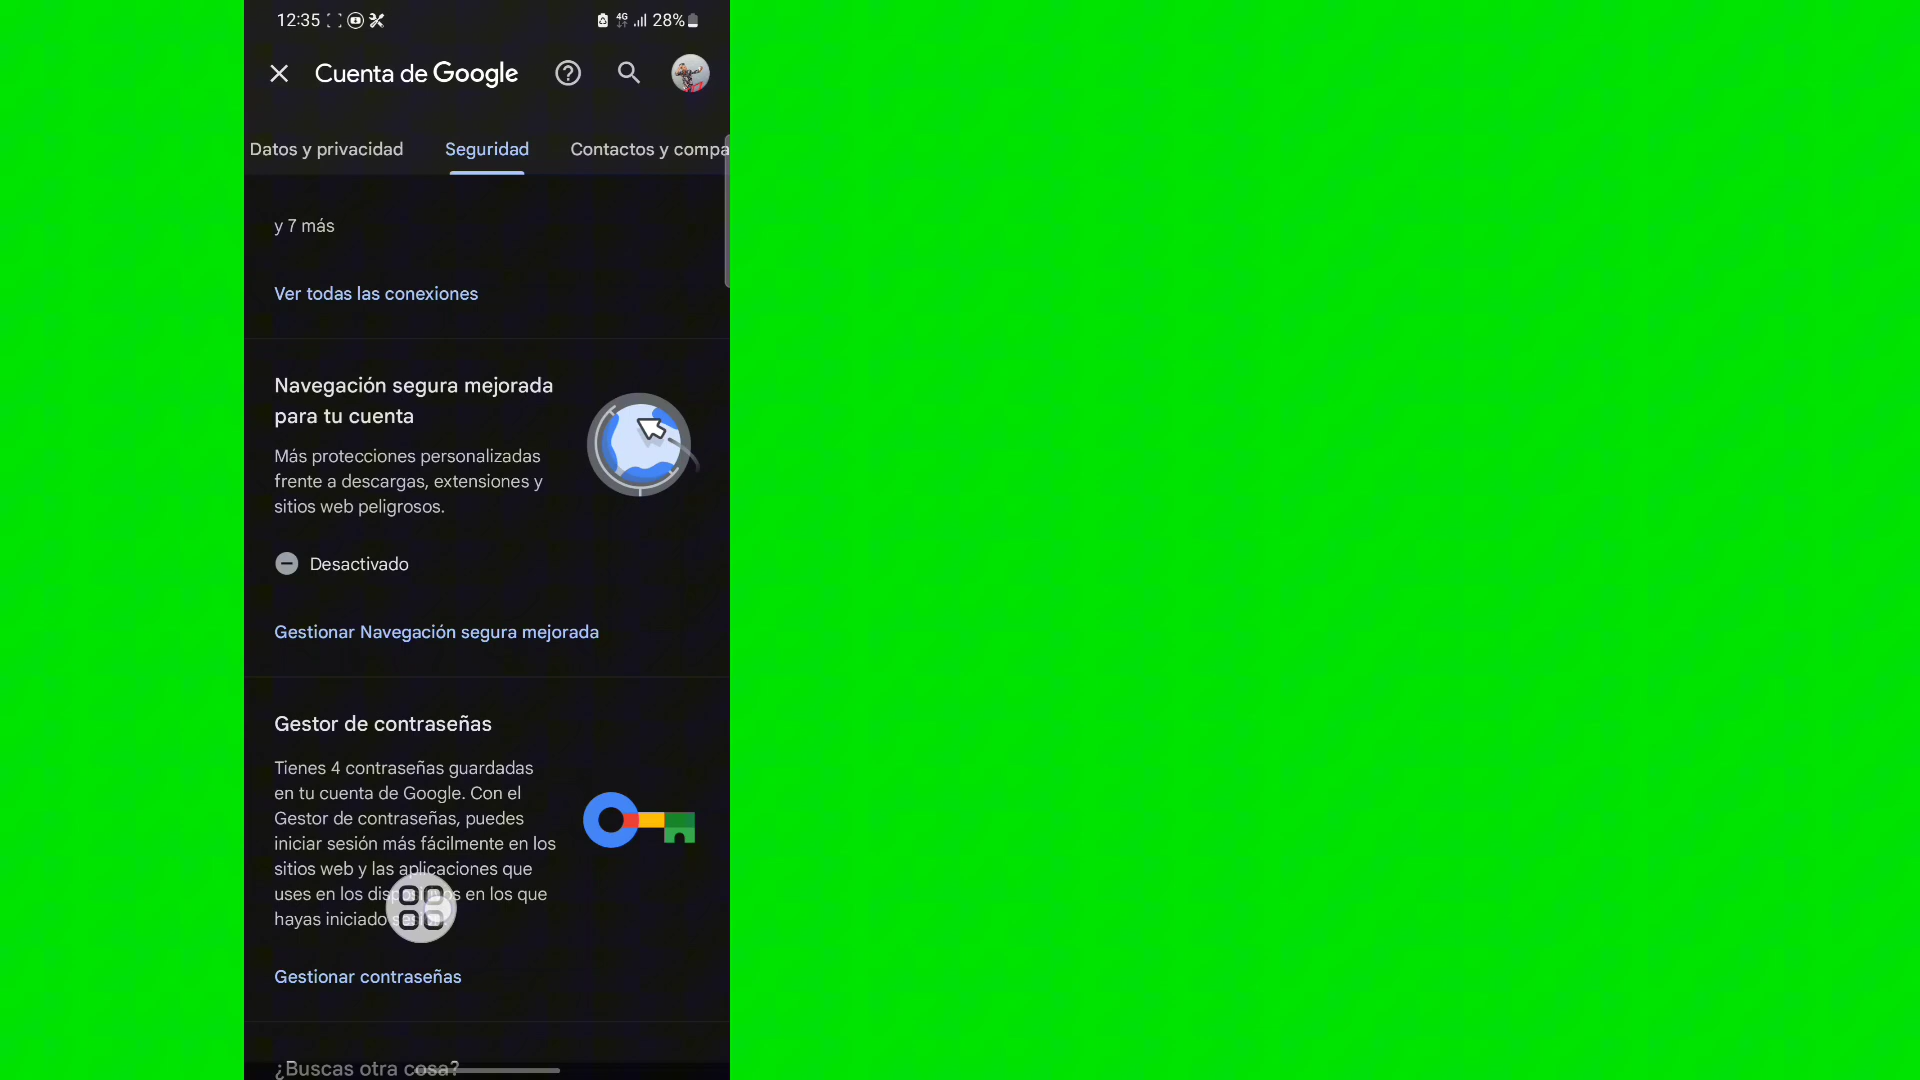 12:35
4G
28%
Cuenta de Google
Datos y privacidad
Seguridad
Contactos y compa
y 7 más
Ver todas las conexiones
Navegación segura mejorada
para tu cuenta
Más protecciones personalizadas
frente a descargas, extensiones y
sitios web peligrosos.
Desactivado
Gestionar Navegación segura mejorada
Gestor de contraseñas
Tienes 4 contraseñas guardadas
en tu cuenta de Google. Con el
Gestor de contraseñas, puedes
iniciar sesión más fácilmente en los
sitios web y las aplicaciones que
uses en los en los que
hayas iniciado
Gestionar contraseñas
¿Buscas otra cosa?